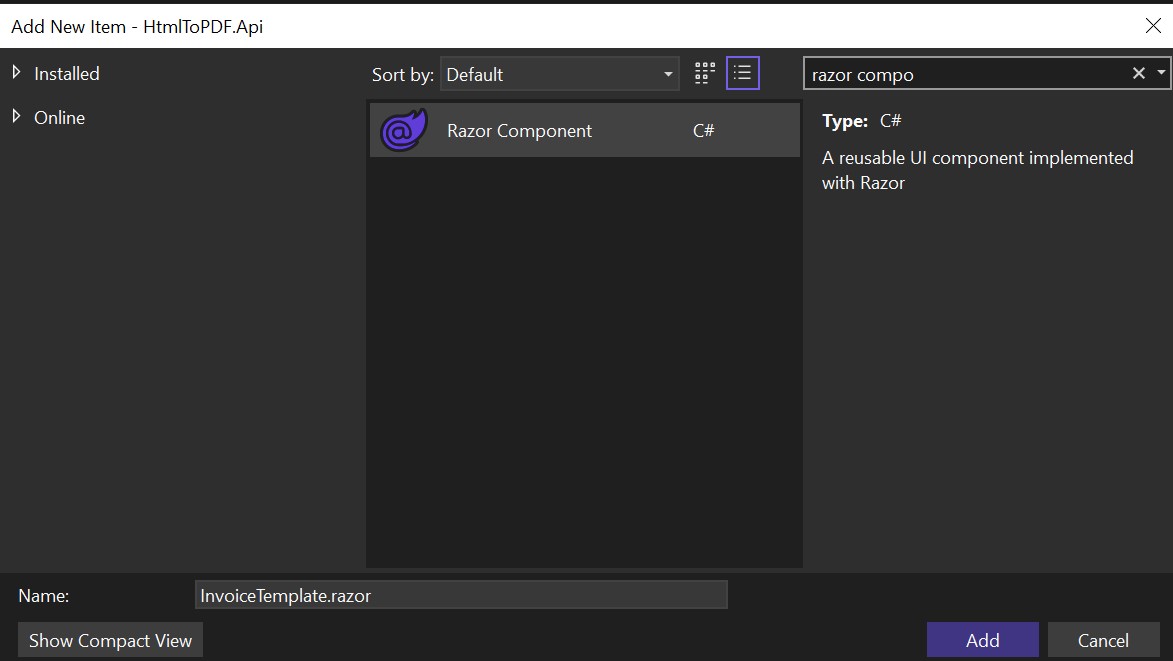 Add New Item - HtmlToPDF.Api
Installed
Online
Sort by: Default
razor compo
Razor Component C#
Type: C#
A reusable UI component implemented
with Razor
Name: InvoiceTemplate.razor
Show Compact View
Add Cancel